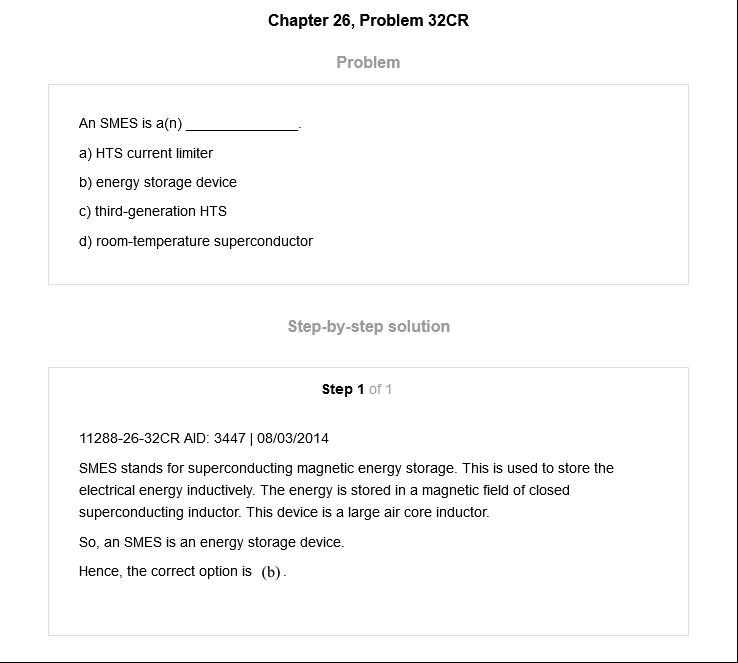 Chapter 26, Problem 32CR
Problem
An SMES is a(n) _______________.
a) HTS current limiter
b) energy storage device
c) third-generation HTS
d) room-temperature superconductor
Step-by-step solution
Step 1 of 1
11288-26-32CR AID: 3447 | 08/03/2014
SMES stands for superconducting magnetic energy storage. This is used to store the
electrical energy inductively. The energy is stored in a magnetic field of closed
superconducting inductor. This device is a large air core inductor.
So, an SMES is an energy storage device.
Hence, the correct option is (b).